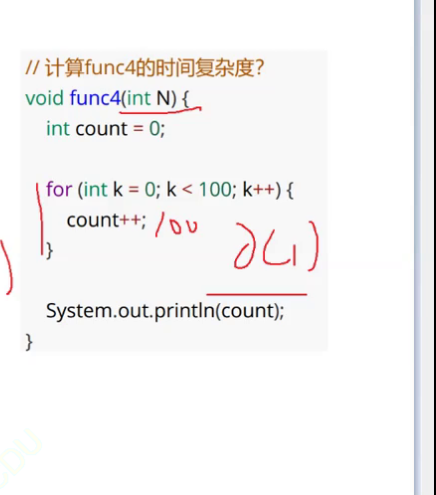 // 计算func4的时间复杂度?
void func4(int N) {
int count = 0;
for (int k = 0; k < 100; k++) {
count++; 100
}
O(1)
System.out.println(count);
}